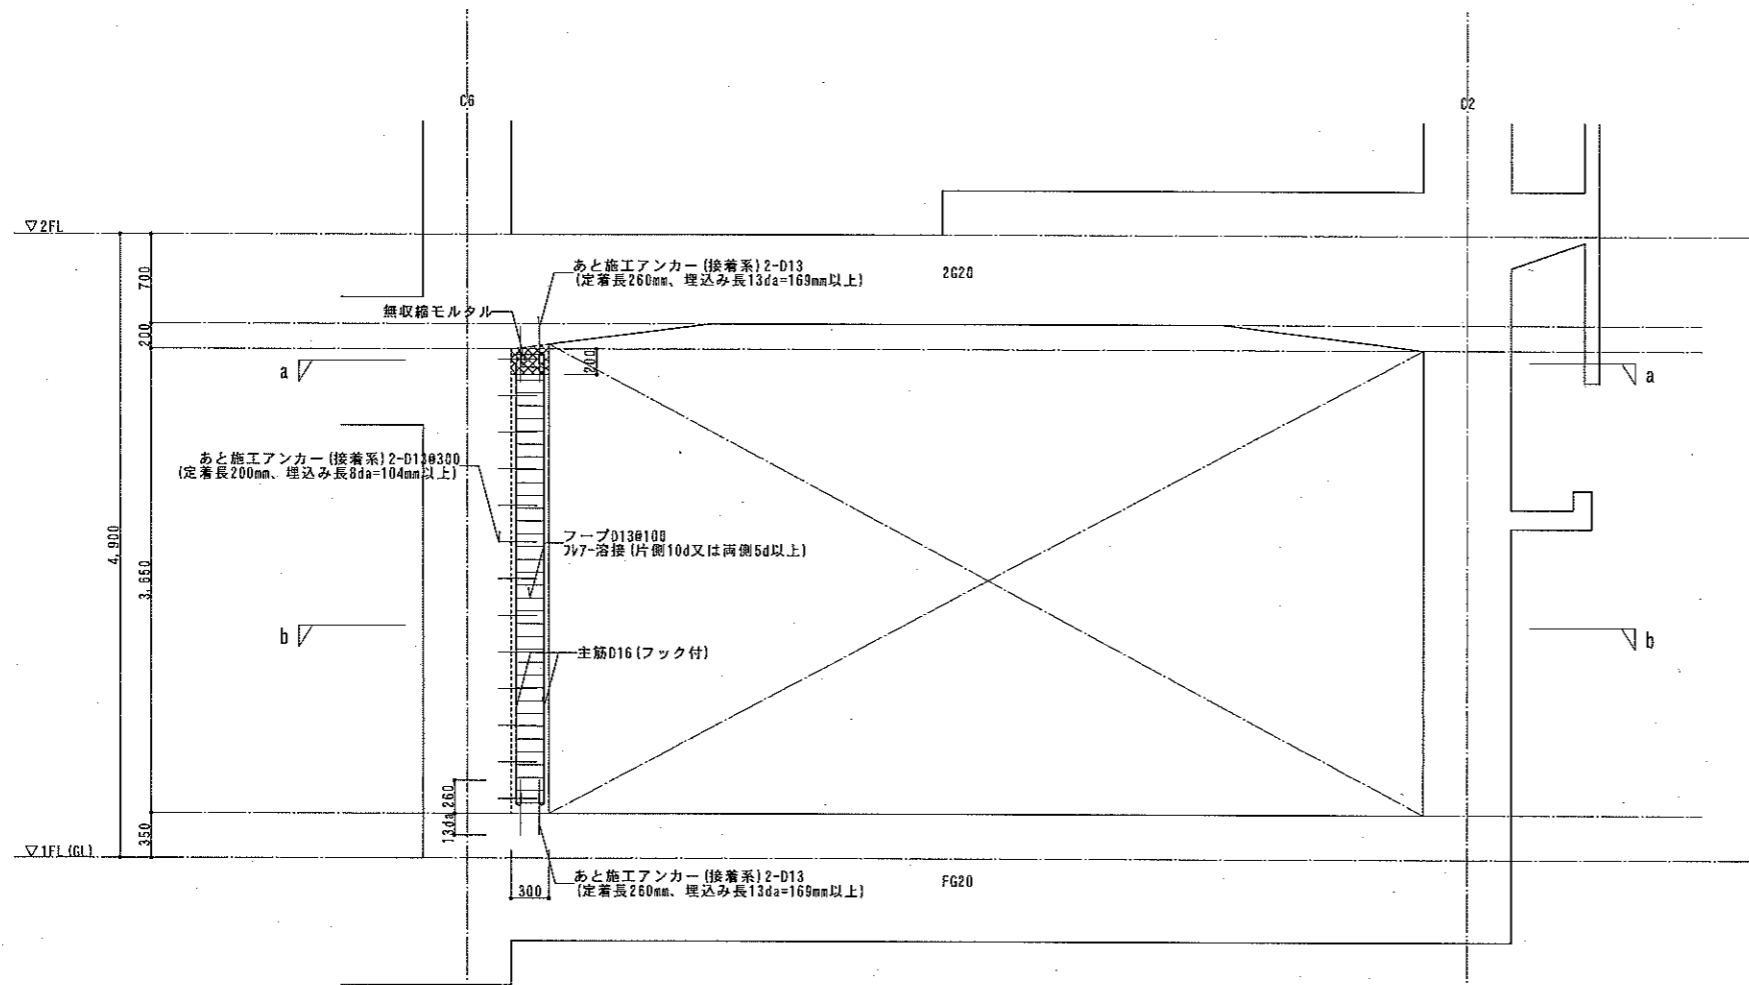 C6
C2
▽2FL
700
あと施工アンカー(接着系)2-D13
(定着長260mm、埋込み長13da=169mm以上)
2G20
無収縮モルタル
200
200
a
a
あと施工アンカー(接着系)2-D13@300
(定着長200mm、埋込み長8da=104mm以上)
4,900
3,650
フープD13@100
フレアー溶接(片側10d又は両側5d以上)
b
b
主筋D16(フック付)
260
13da
350
▽1FL(GL)
300
あと施工アンカー(接着系)2-D13
(定着長260mm、埋込み長13da=169mm以上)
FG20